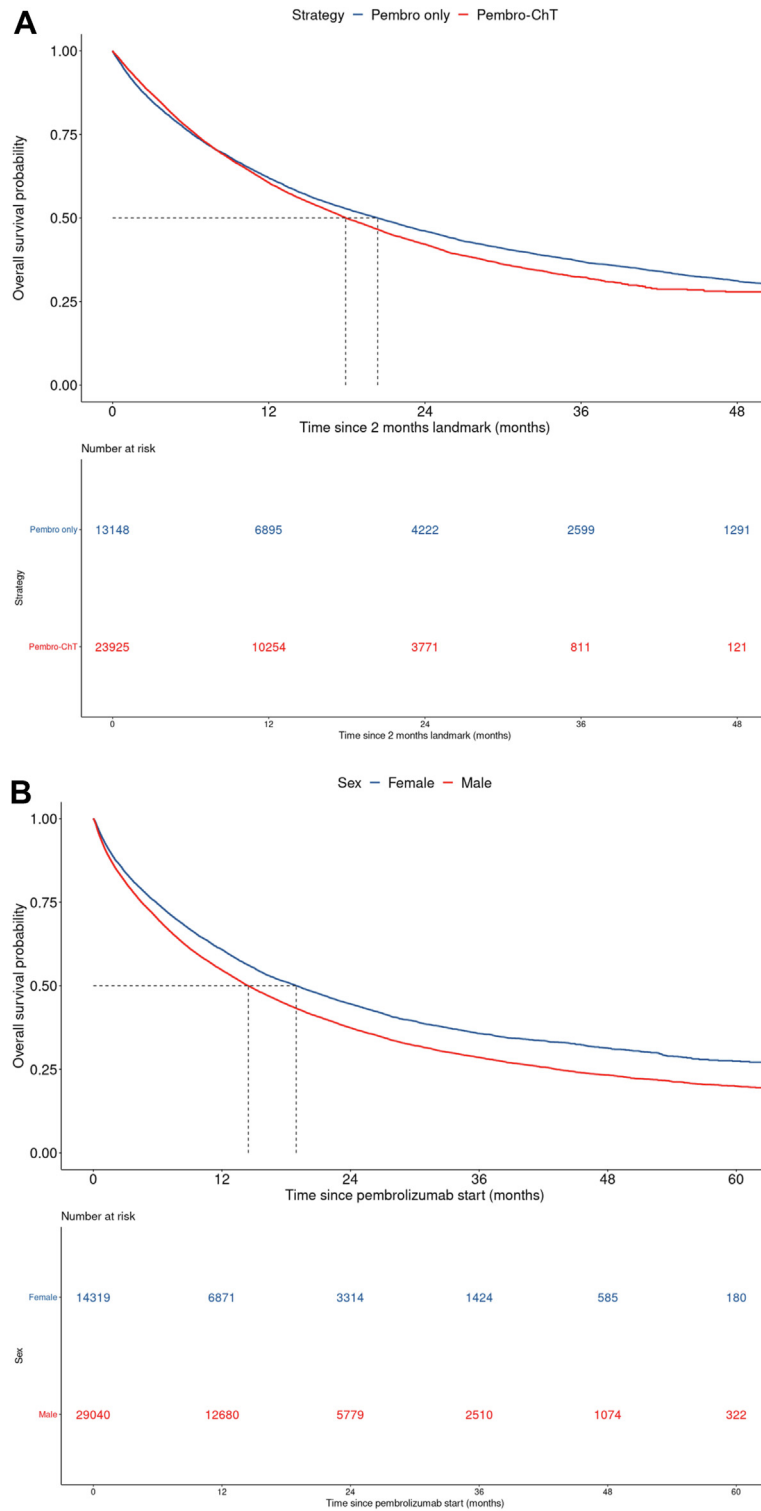 A
Strategy Pembro only Pembro-ChT
1.00
0.75
0.50
0.25
0.00
Overall survival probability
0 12 24 36 48
Time since 2 months landmark (months)
Number at risk
Strategy
Pembro only 13148 6895 4222 2599 1291
Pembro-ChT 23925 10254 3771 811 121
0 12 24 36 48
Time since 2 months landmark (months)
B
Sex Female Male
1.00
0.75
0.50
0.25
0.00
Overall survival probability
0 12 24 36 48 60
Time since pembrolizumab start (months)
Number at risk
Sex
Female 14319 6871 3314 1424 585 180
Male 29040 12680 5779 2510 1074 322
0 12 24 36 48 60
Time since pembrolizumab start (months)